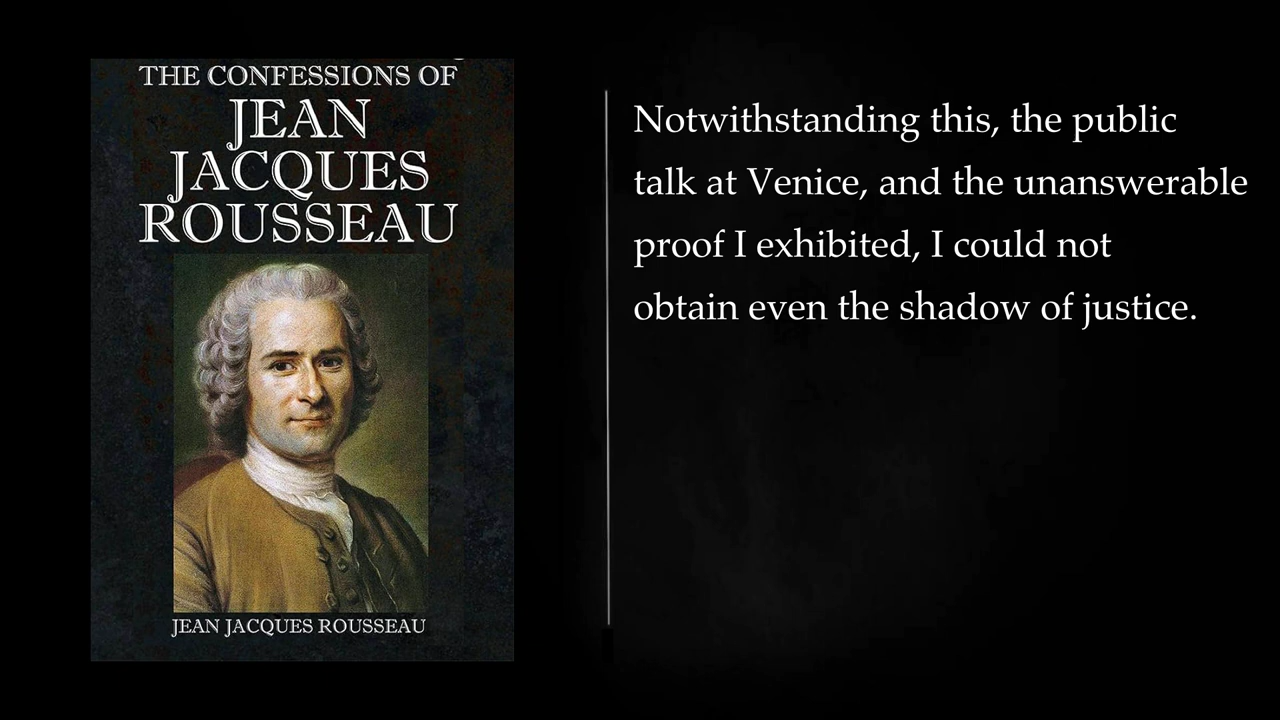 THE CONFESSIONS OF
JEAN
JACQUES
ROUSSEAU
JEAN JACQUES ROUSSEAU
Notwithstanding this, the public
talk at Venice, and the unanswerable
proof I exhibited, I could not
obtain even the shadow of justice.